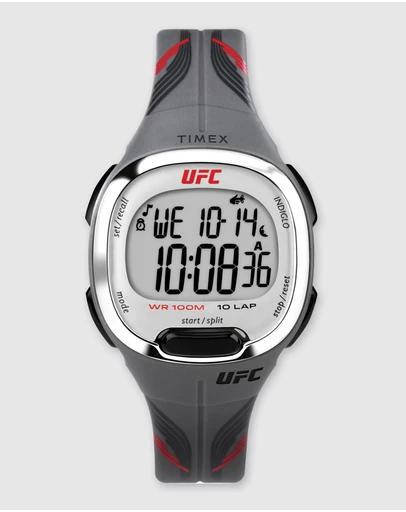 TIMEX
UFC
set/recall
INDIGLO
WE 10-14
A
10:08 36
mode
stop/reset
WR 100M 10 LAP
start/split
UFC